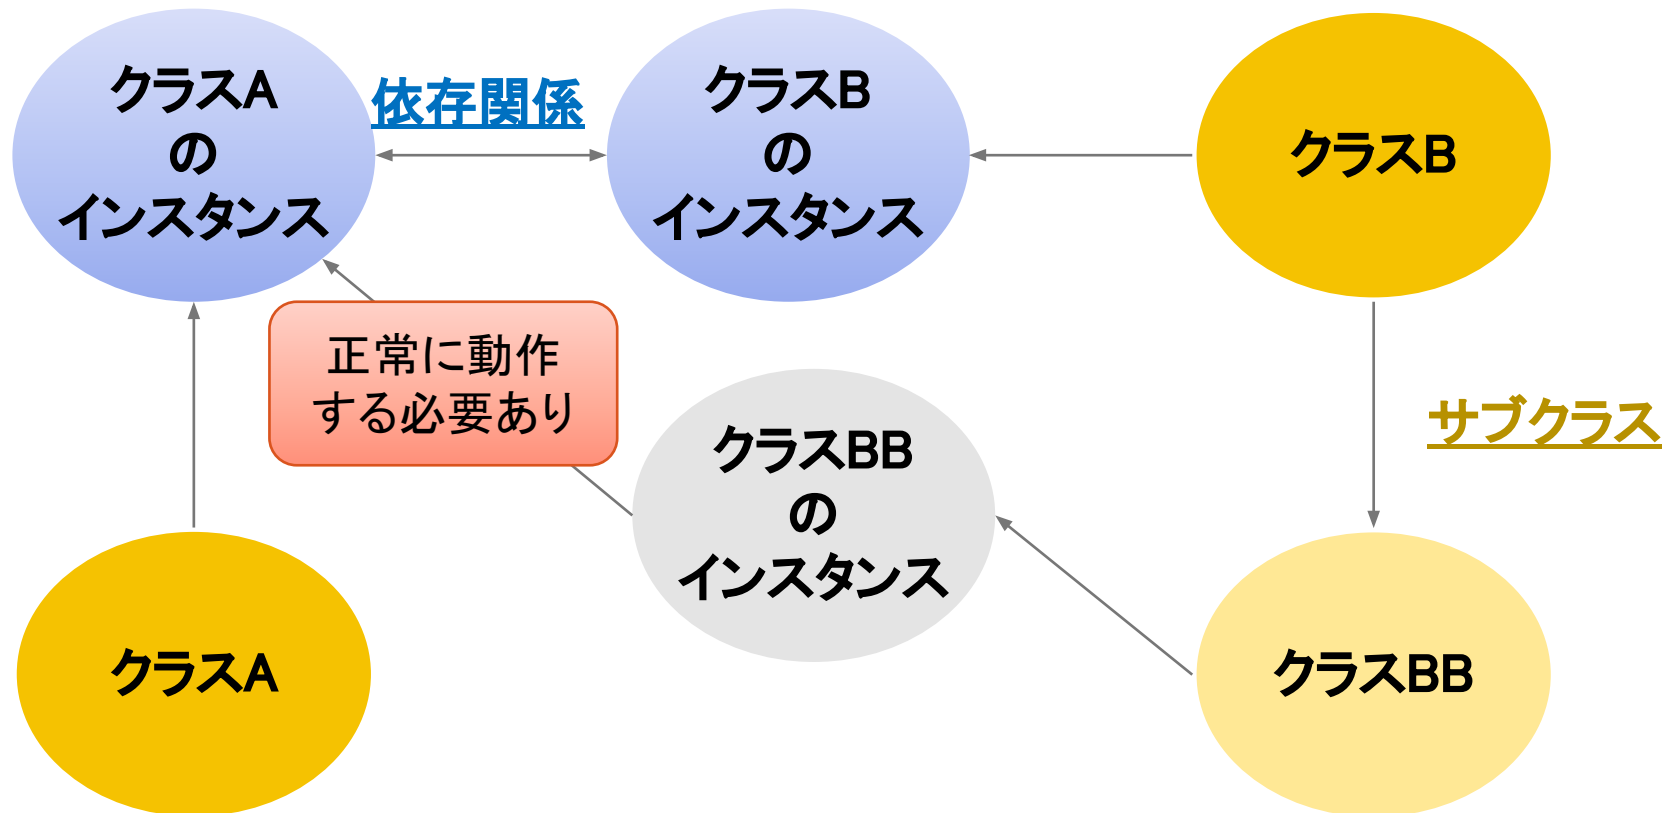 クラスA
の
インスタンス
依存関係
クラスB
の
インスタンス
クラスB
正常に動作
する必要あり
サブクラス
クラスBB
の
インスタンス
クラスA
クラスBB